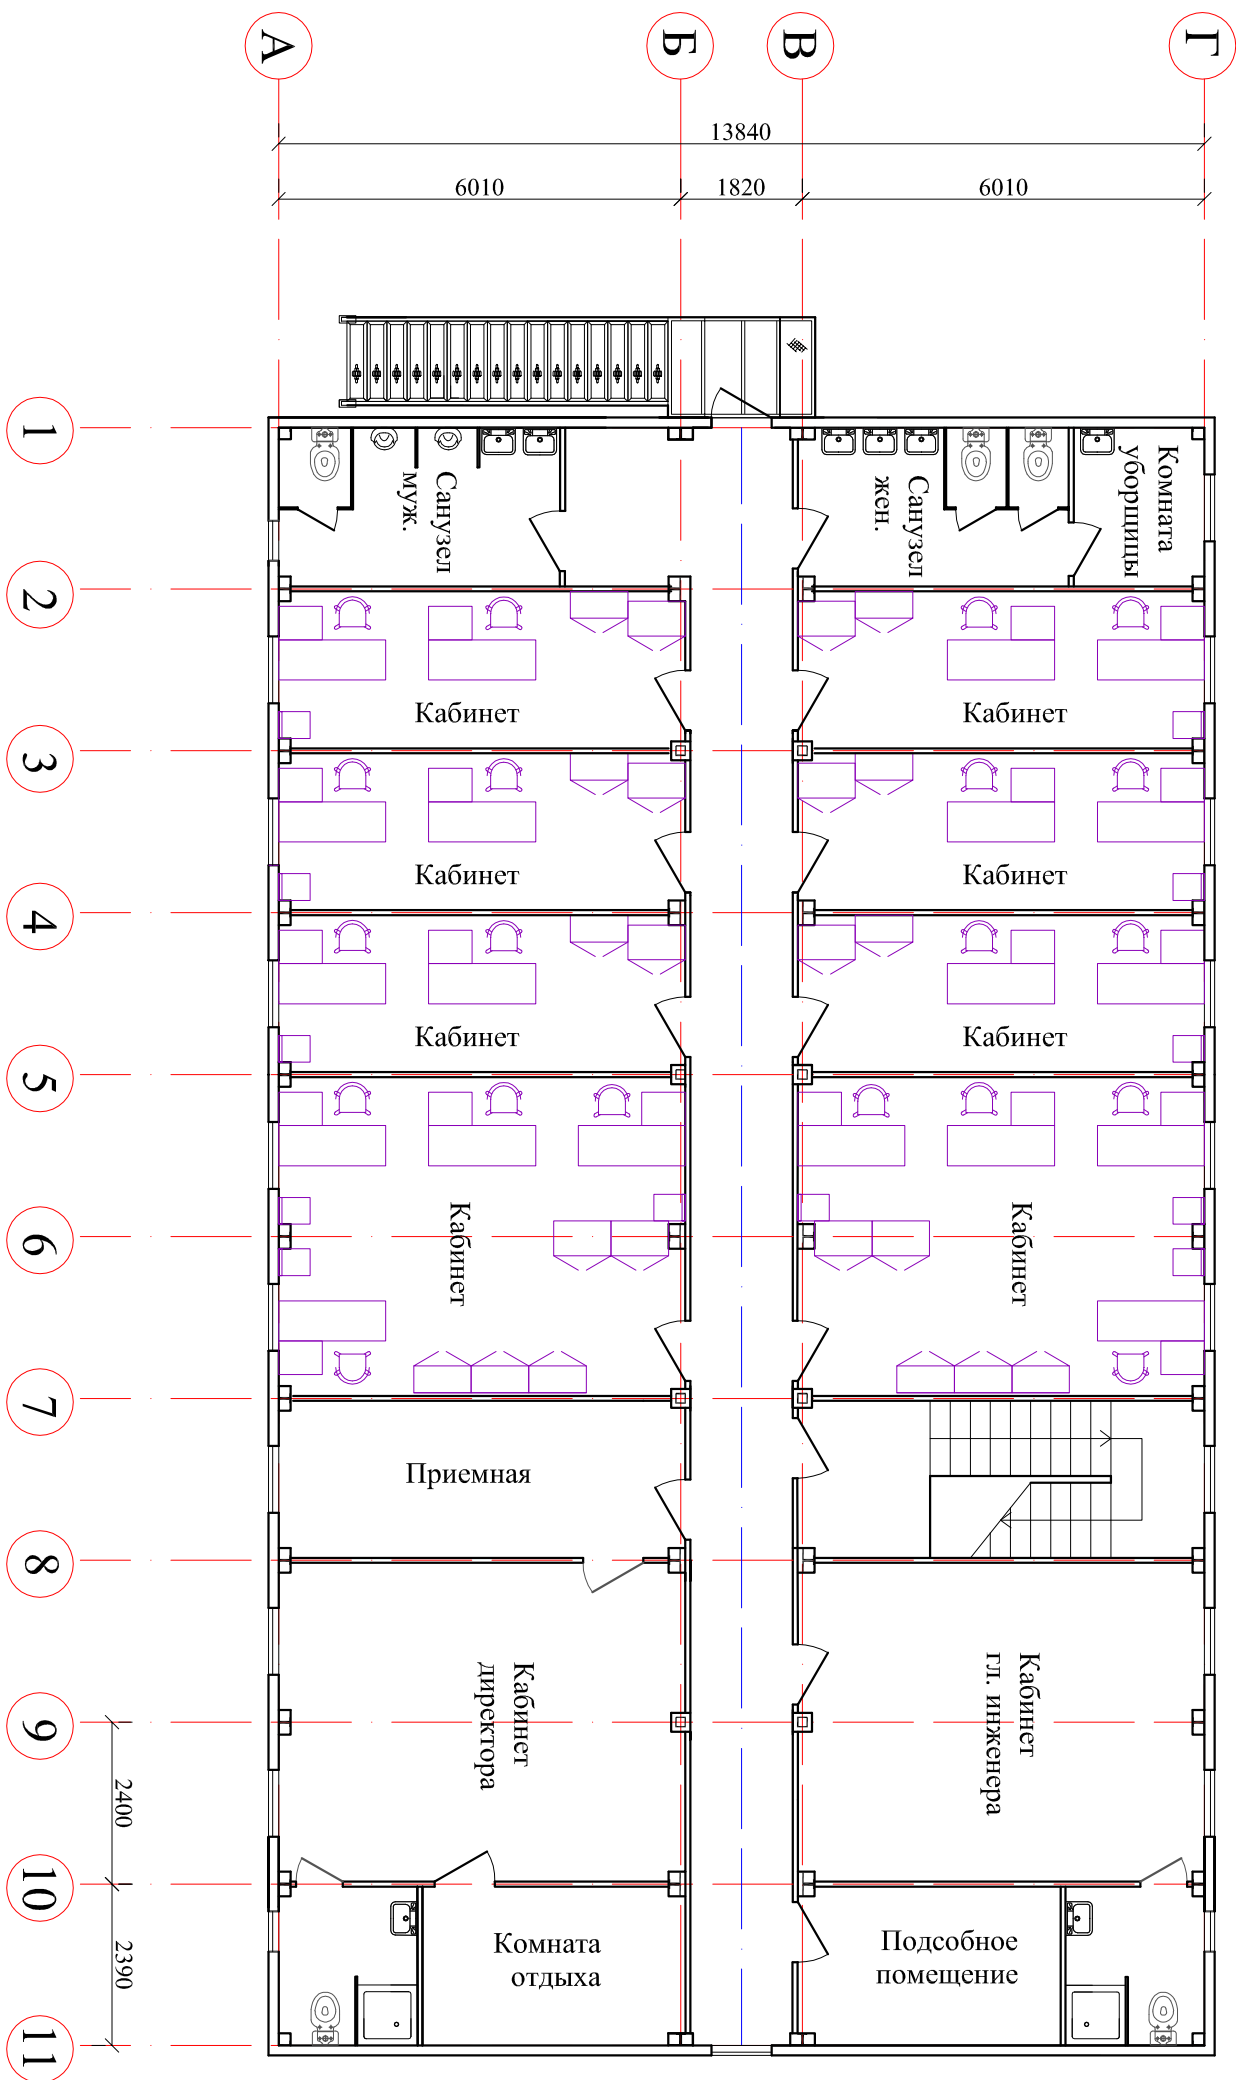 А
Б
В
Г
13840
6010
1820
6010
1
Санузел
муж.
Санузел
жен.
Комната
уборщицы
2
Кабинет
Кабинет
3
Кабинет
Кабинет
4
Кабинет
Кабинет
5
Кабинет
Кабинет
6
7
Приемная
8
Кабинет
директора
Кабинет
гл. инженера
9
2400
10
2390
Комната
отдыха
Подсобное
помещение
11